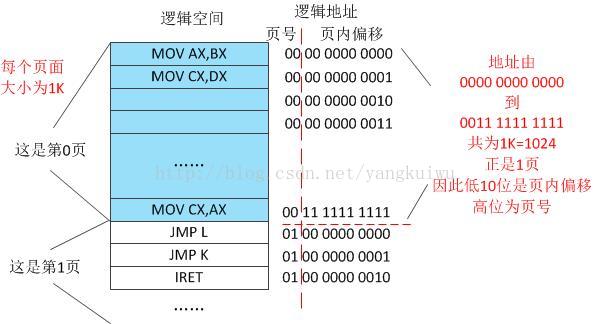 逻辑空间
逻辑地址
页号 页内偏移
每个页面
大小为1K
MOV AX,BX
00 00 0000 0000
MOV CX,DX
00 00 0000 0001
00 00 0000 0010
00 00 0000 0011
地址由
0000 0000 0000
到
0011 1111 1111
共为1K=1024
正是1页
因此低10位是页内偏移
高位为页号
这是第0页
……
http://blog.csdn.net/yangkuiwu
MOV CX,AX
00 11 1111 1111
JMP L
01 00 0000 0000
这是第1页
JMP K
01 00 0000 0001
IRET
01 00 0000 0010
……